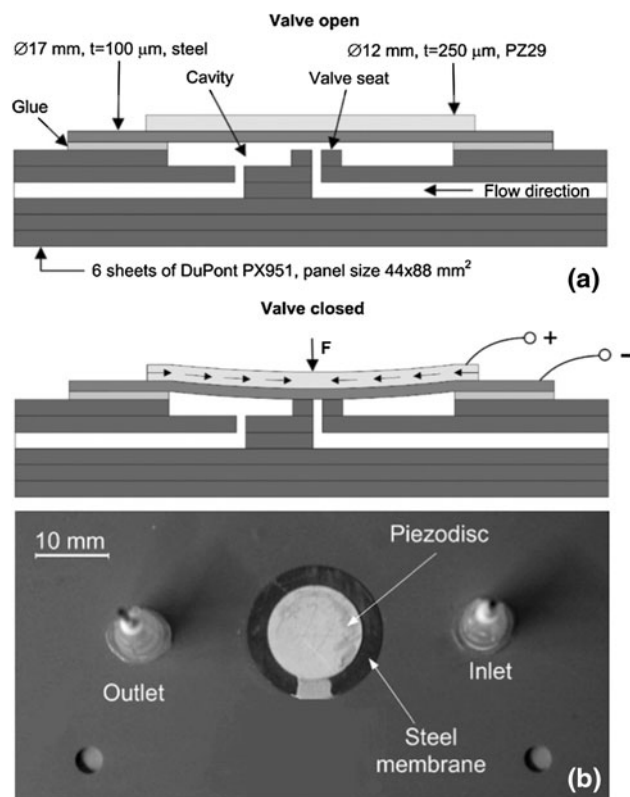 Valve open
Ø17 mm, t=100 µm, steel
Ø12 mm, t=250 µm, PZ29
Cavity
Valve seat
Glue
Flow direction
6 sheets of DuPont PX951, panel size 44x88 mm²
(a)
Valve closed
F
+
−
10 mm
Piezodisc
Outlet
Inlet
Steel
membrane
(b)